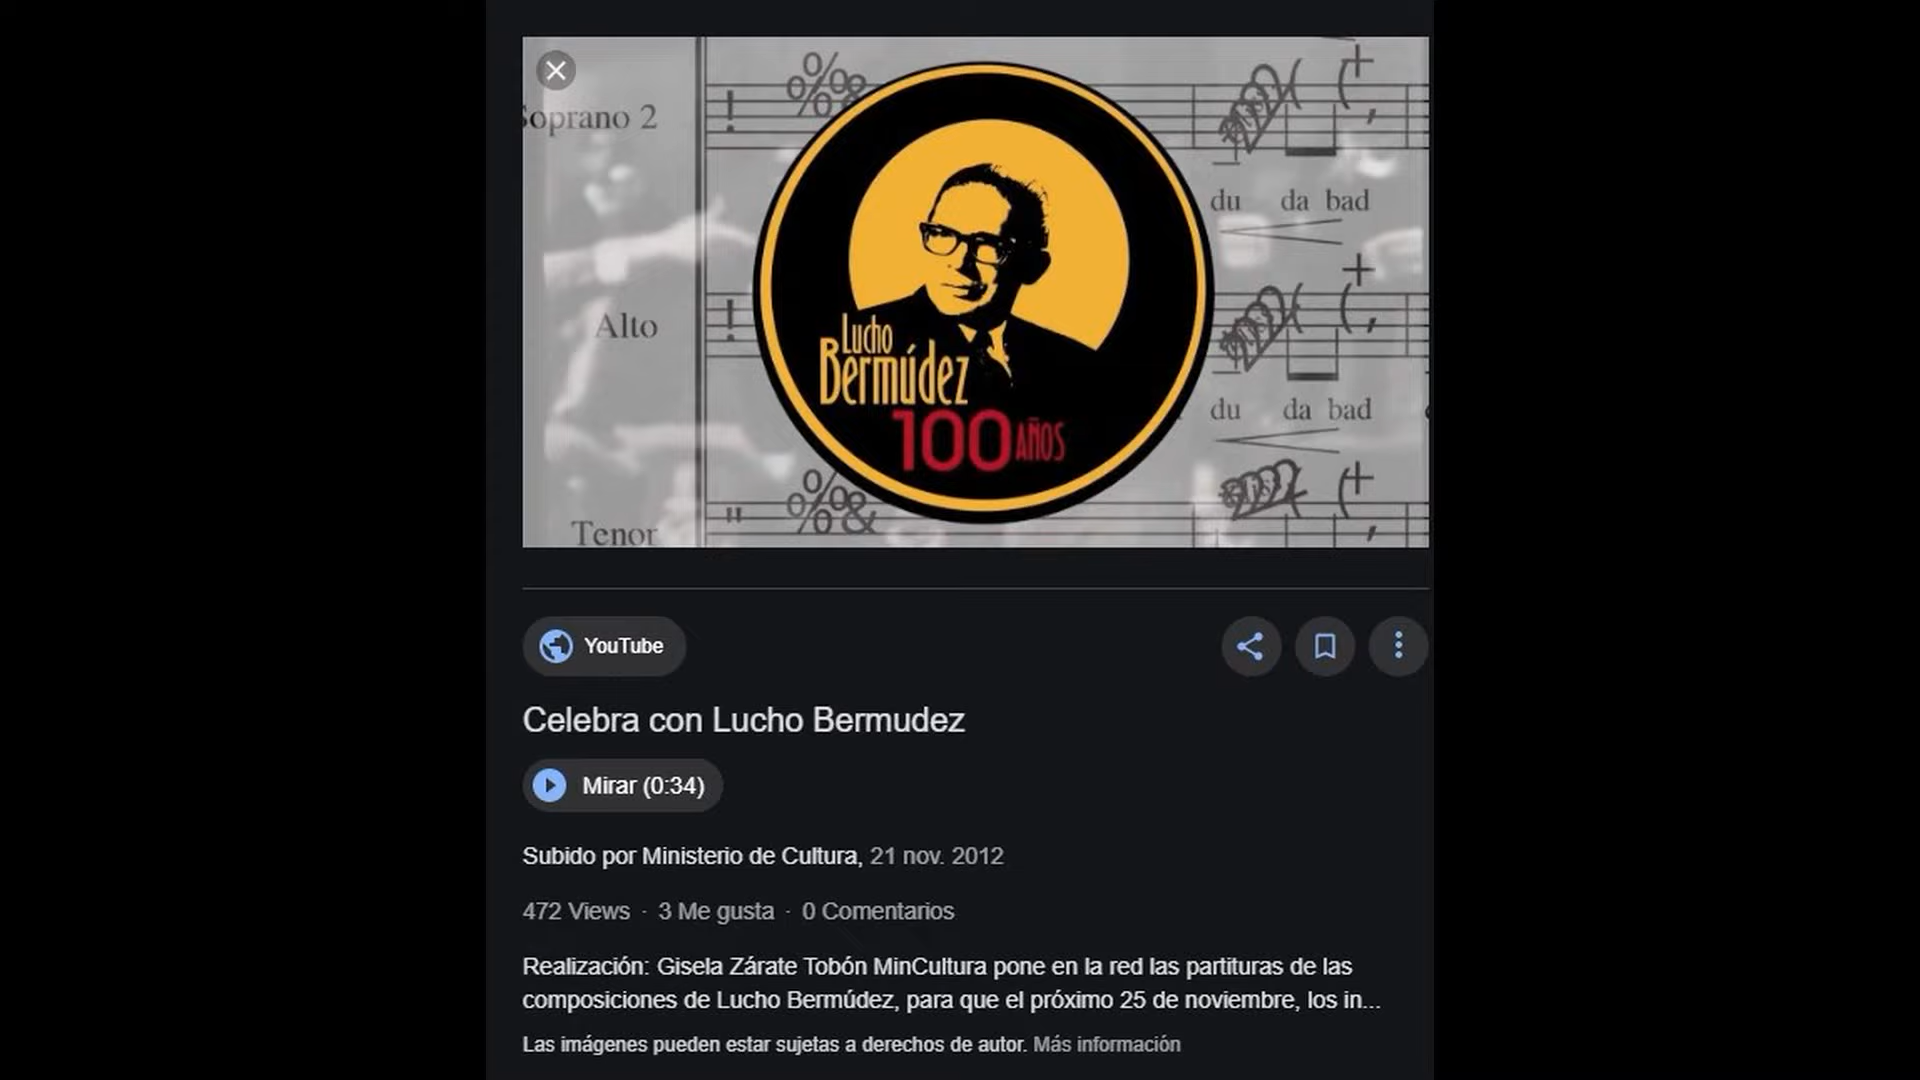 Soprano 2
du da bad
Alto
du da bad
Tenor
Lucho
Bermúdez
100 AÑOS
YouTube
Celebra con Lucho Bermudez
Mirar (0:34)
Subido por Ministerio de Cultura, 21 nov. 2012
472 Views · 3 Me gusta · 0 Comentarios
Realización: Gisela Zárate Tobón MinCultura pone en la red las partituras de las
composiciones de Lucho Bermúdez, para que el próximo 25 de noviembre, los in...
Las imágenes pueden estar sujetas a derechos de autor. Más información